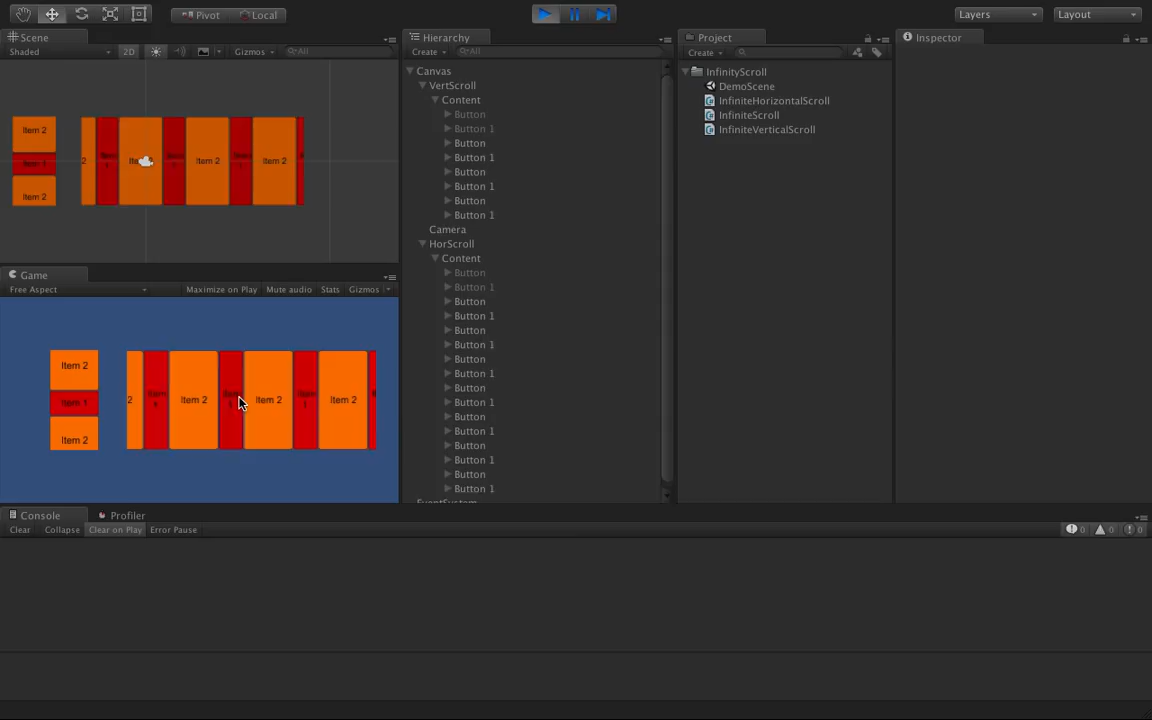 Pivot Local Layers Layout
Scene
Shaded 2D Gizmos All
Item 2
Item 1
Item 2
2 Item 2 Item 2
Game
Free Aspect Maximize on Play Mute audio Stats Gizmos
Item 2
Item 1
Item 2
2 Item 2 Item 2 Item 2
Hierarchy
Create All
Canvas
VertScroll
Content
Button
Button 1
Button
Button 1
Button
Button 1
Button
Button 1
Camera
HorScroll
Content
Button
Button 1
Button
Button 1
Button
Button 1
Button
Button 1
Button
Button 1
Button
Button 1
Button
Button 1
Button
Button 1
EventSystem
Project
Create
InfinityScroll
DemoScene
InfiniteHorizontalScroll
InfiniteScroll
InfiniteVerticalScroll
Inspector
Console Profiler
Clear Collapse Clear on Play Error Pause 0 0 0